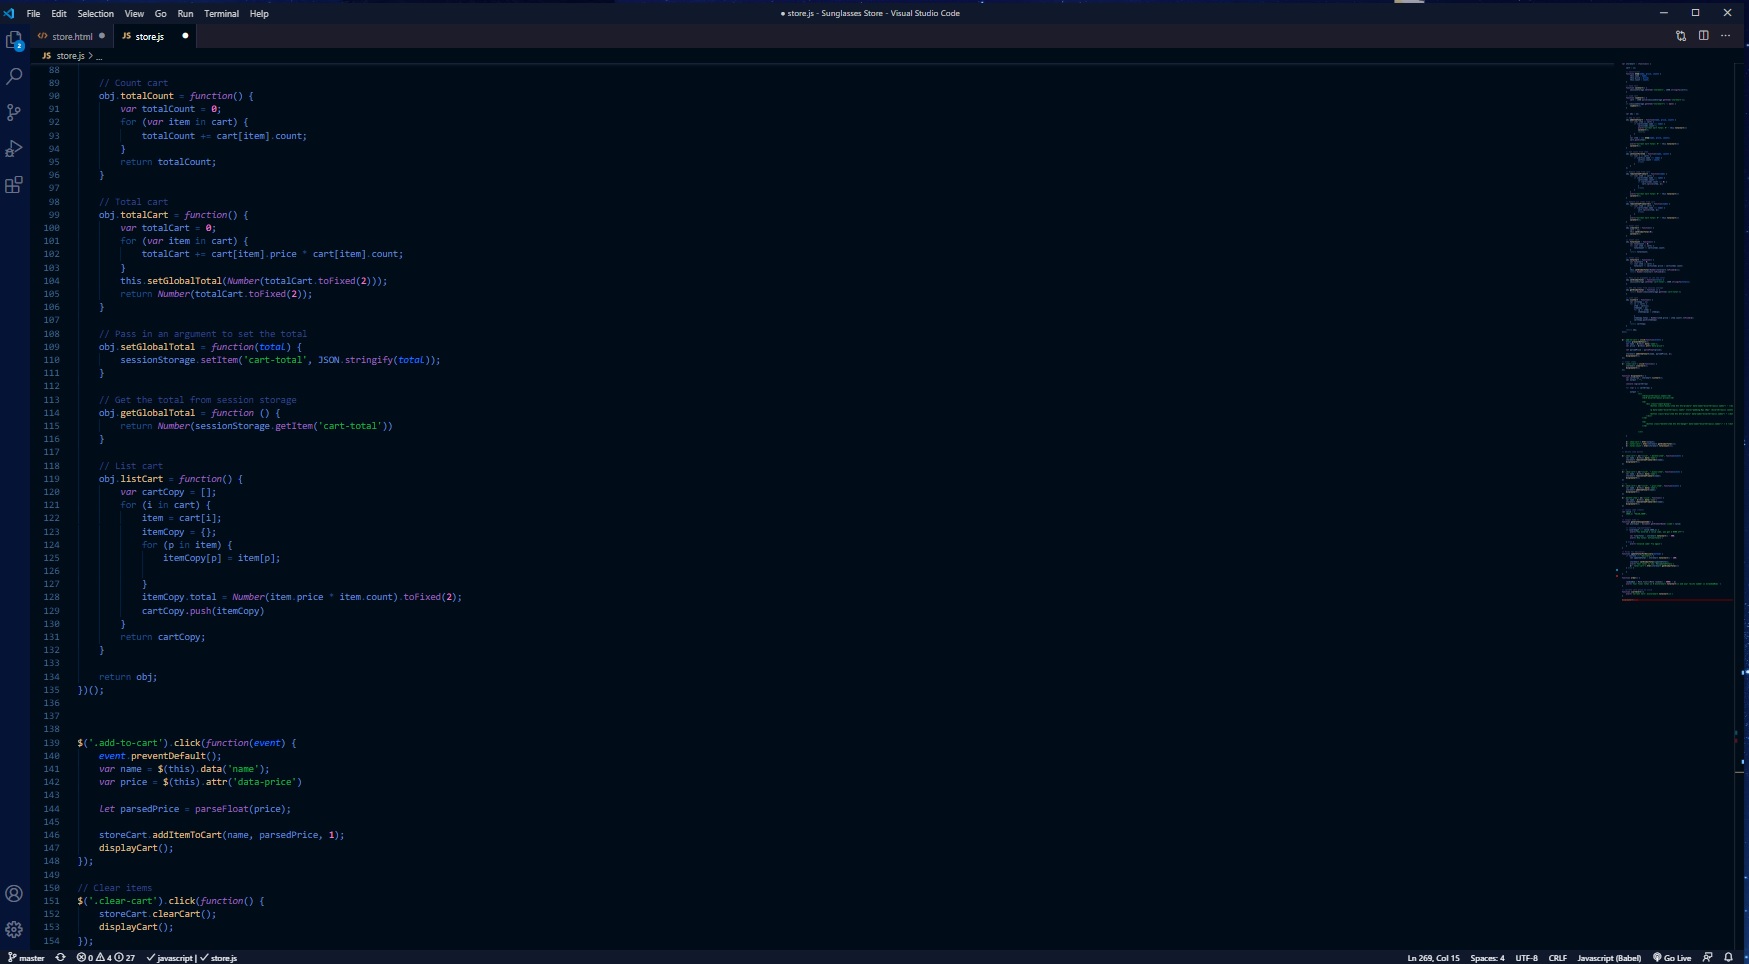 File Edit Selection View Go Run Terminal Help
● store.js - Sunglasses Store - Visual Studio Code
<> store.html ● JS store.js ●
2
JS store.js > ...
88
89 // Count cart
90 obj.totalCount = function() {
91 var totalCount = 0;
92 for (var item in cart) {
93 totalCount += cart[item].count;
94 }
95 return totalCount;
96 }
97
98 // Total cart
99 obj.totalCart = function() {
100 var totalCart = 0;
101 for (var item in cart) {
102 totalCart += cart[item].price * cart[item].count;
103 }
104 this.setGlobalTotal(Number(totalCart.toFixed(2)));
105 return Number(totalCart.toFixed(2));
106 }
107
108 // Pass in an argument to set the total
109 obj.setGlobalTotal = function(total) {
110 sessionStorage.setItem('cart-total', JSON.stringify(total));
111 }
112
113 // Get the total from session storage
114 obj.getGlobalTotal = function () {
115 return Number(sessionStorage.getItem('cart-total'))
116 }
117
118 // List cart
119 obj.listCart = function() {
120 var cartCopy = [];
121 for (i in cart) {
122 item = cart[i];
123 itemCopy = {};
124 for (p in item) {
125 itemCopy[p] = item[p];
126
127 }
128 itemCopy.total = Number(item.price * item.count).toFixed(2);
129 cartCopy.push(itemCopy)
130 }
131 return cartCopy;
132 }
133
134 return obj;
135 })();
136
137
138
139 $('.add-to-cart').click(function(event) {
140 event.preventDefault();
141 var name = $(this).data('name');
142 var price = $(this).attr('data-price')
143
144 let parsedPrice = parseFloat(price);
145
146 storeCart.addItemToCart(name, parsedPrice, 1);
147 displayCart();
148 });
149
150 // Clear items
151 $('.clear-cart').click(function() {
152 storeCart.clearCart();
153 displayCart();
154 });
master 0 4 27 javascript | store.js Ln 269, Col 15 Spaces: 4 UTF-8 CRLF Javascript (Babel) Go Live